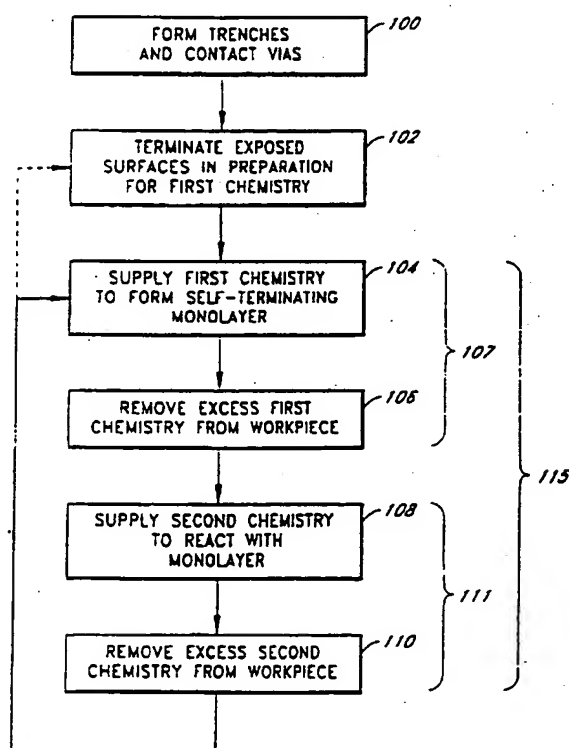 100
FORM TRENCHES
AND CONTACT VIAS
102
TERMINATE EXPOSED
SURFACES IN PREPARATION
FOR FIRST CHEMISTRY
104
SUPPLY FIRST CHEMISTRY
TO FORM SELF-TERMINATING
MONOLAYER
107
106
REMOVE EXCESS FIRST
CHEMISTRY FROM WORKPIECE
115
108
SUPPLY SECOND CHEMISTRY
TO REACT WITH
MONOLAYER
111
110
REMOVE EXCESS SECOND
CHEMISTRY FROM WORKPIECE